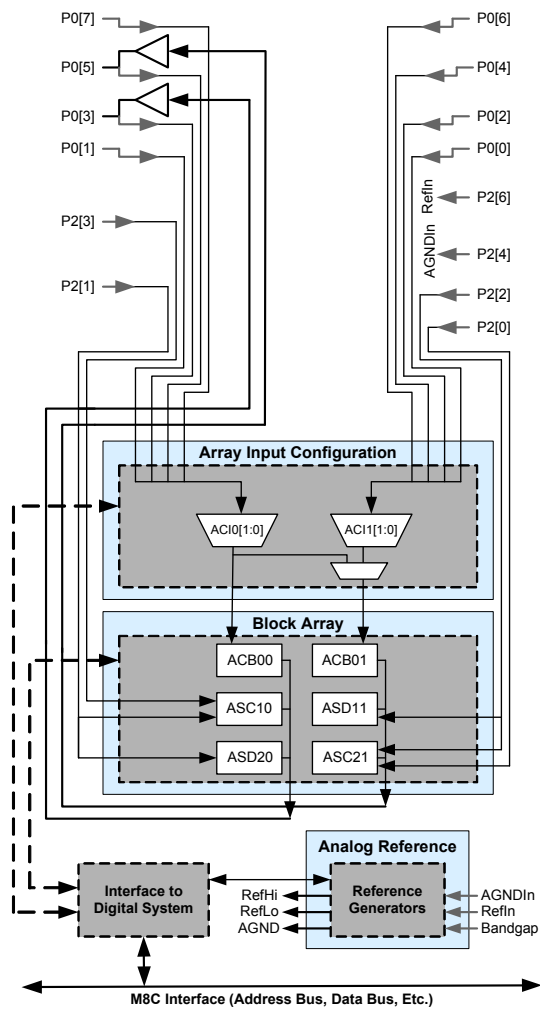 P0[7]
P0[6]
P0[5]
P0[4]
P0[3]
P0[2]
P0[1]
P0[0]
RefIn
P2[6]
P2[3]
AGNDIn
P2[4]
P2[1]
P2[2]
P2[0]
Array Input Configuration
ACI0[1:0]
ACI1[1:0]
Block Array
ACB00
ACB01
ASC10
ASD11
ASD20
ASC21
Analog Reference
Interface to
Digital System
RefHi
RefLo
AGND
Reference
Generators
AGNDIn
RefIn
Bandgap
M8C Interface (Address Bus, Data Bus, Etc.)